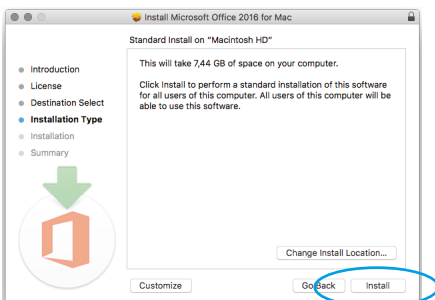 Install Microsoft Office 2016 for Mac
Standard Install on "Macintosh HD"
Introduction
License
Destination Select
Installation Type
Installation
Summary
This will take 7,44 GB of space on your computer.
Click Install to perform a standard installation of this software
for all users of this computer. All users of this computer will be
able to use this software.
Change Install Location...
Customize
Go Back
Install